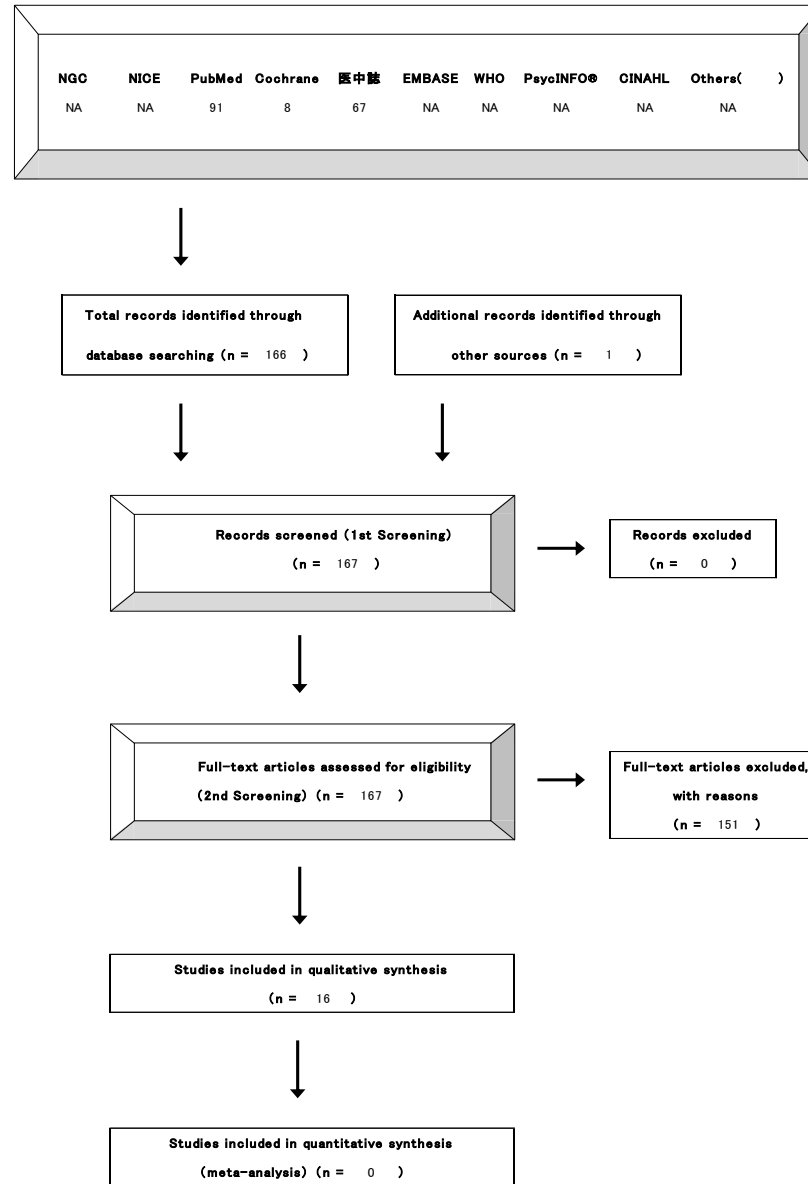 NGC NICE PubMed Cochrane 医中誌 EMBASE WHO PsycINFO® CINAHL Others( )
NA NA 91 8 67 NA NA NA NA NA
Total records identified through
database searching (n = 166 )
Additional records identified through
other sources (n = 1 )
Records screened (1st Screening)
(n = 167 )
Records excluded
(n = 0 )
Full-text articles assessed for eligibility
(2nd Screening) (n = 167 )
Full-text articles excluded,
with reasons
(n = 151 )
Studies included in qualitative synthesis
(n = 16 )
Studies included in quantitative synthesis
(meta-analysis) (n = 0 )